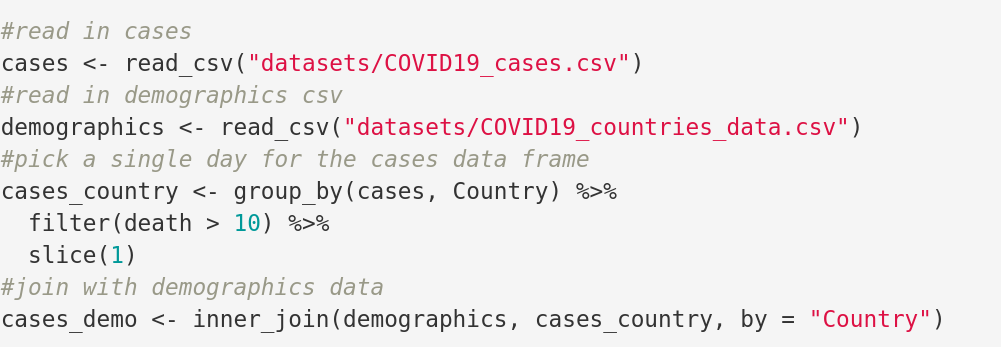 #read in cases
cases <- read_csv("datasets/COVID19_cases.csv")
#read in demographics csv
demographics <- read_csv("datasets/COVID19_countries_data.csv")
#pick a single day for the cases data frame
cases_country <- group_by(cases, Country) %>%
  filter(death > 10) %>%
  slice(1)
#join with demographics data
cases_demo <- inner_join(demographics, cases_country, by = "Country")